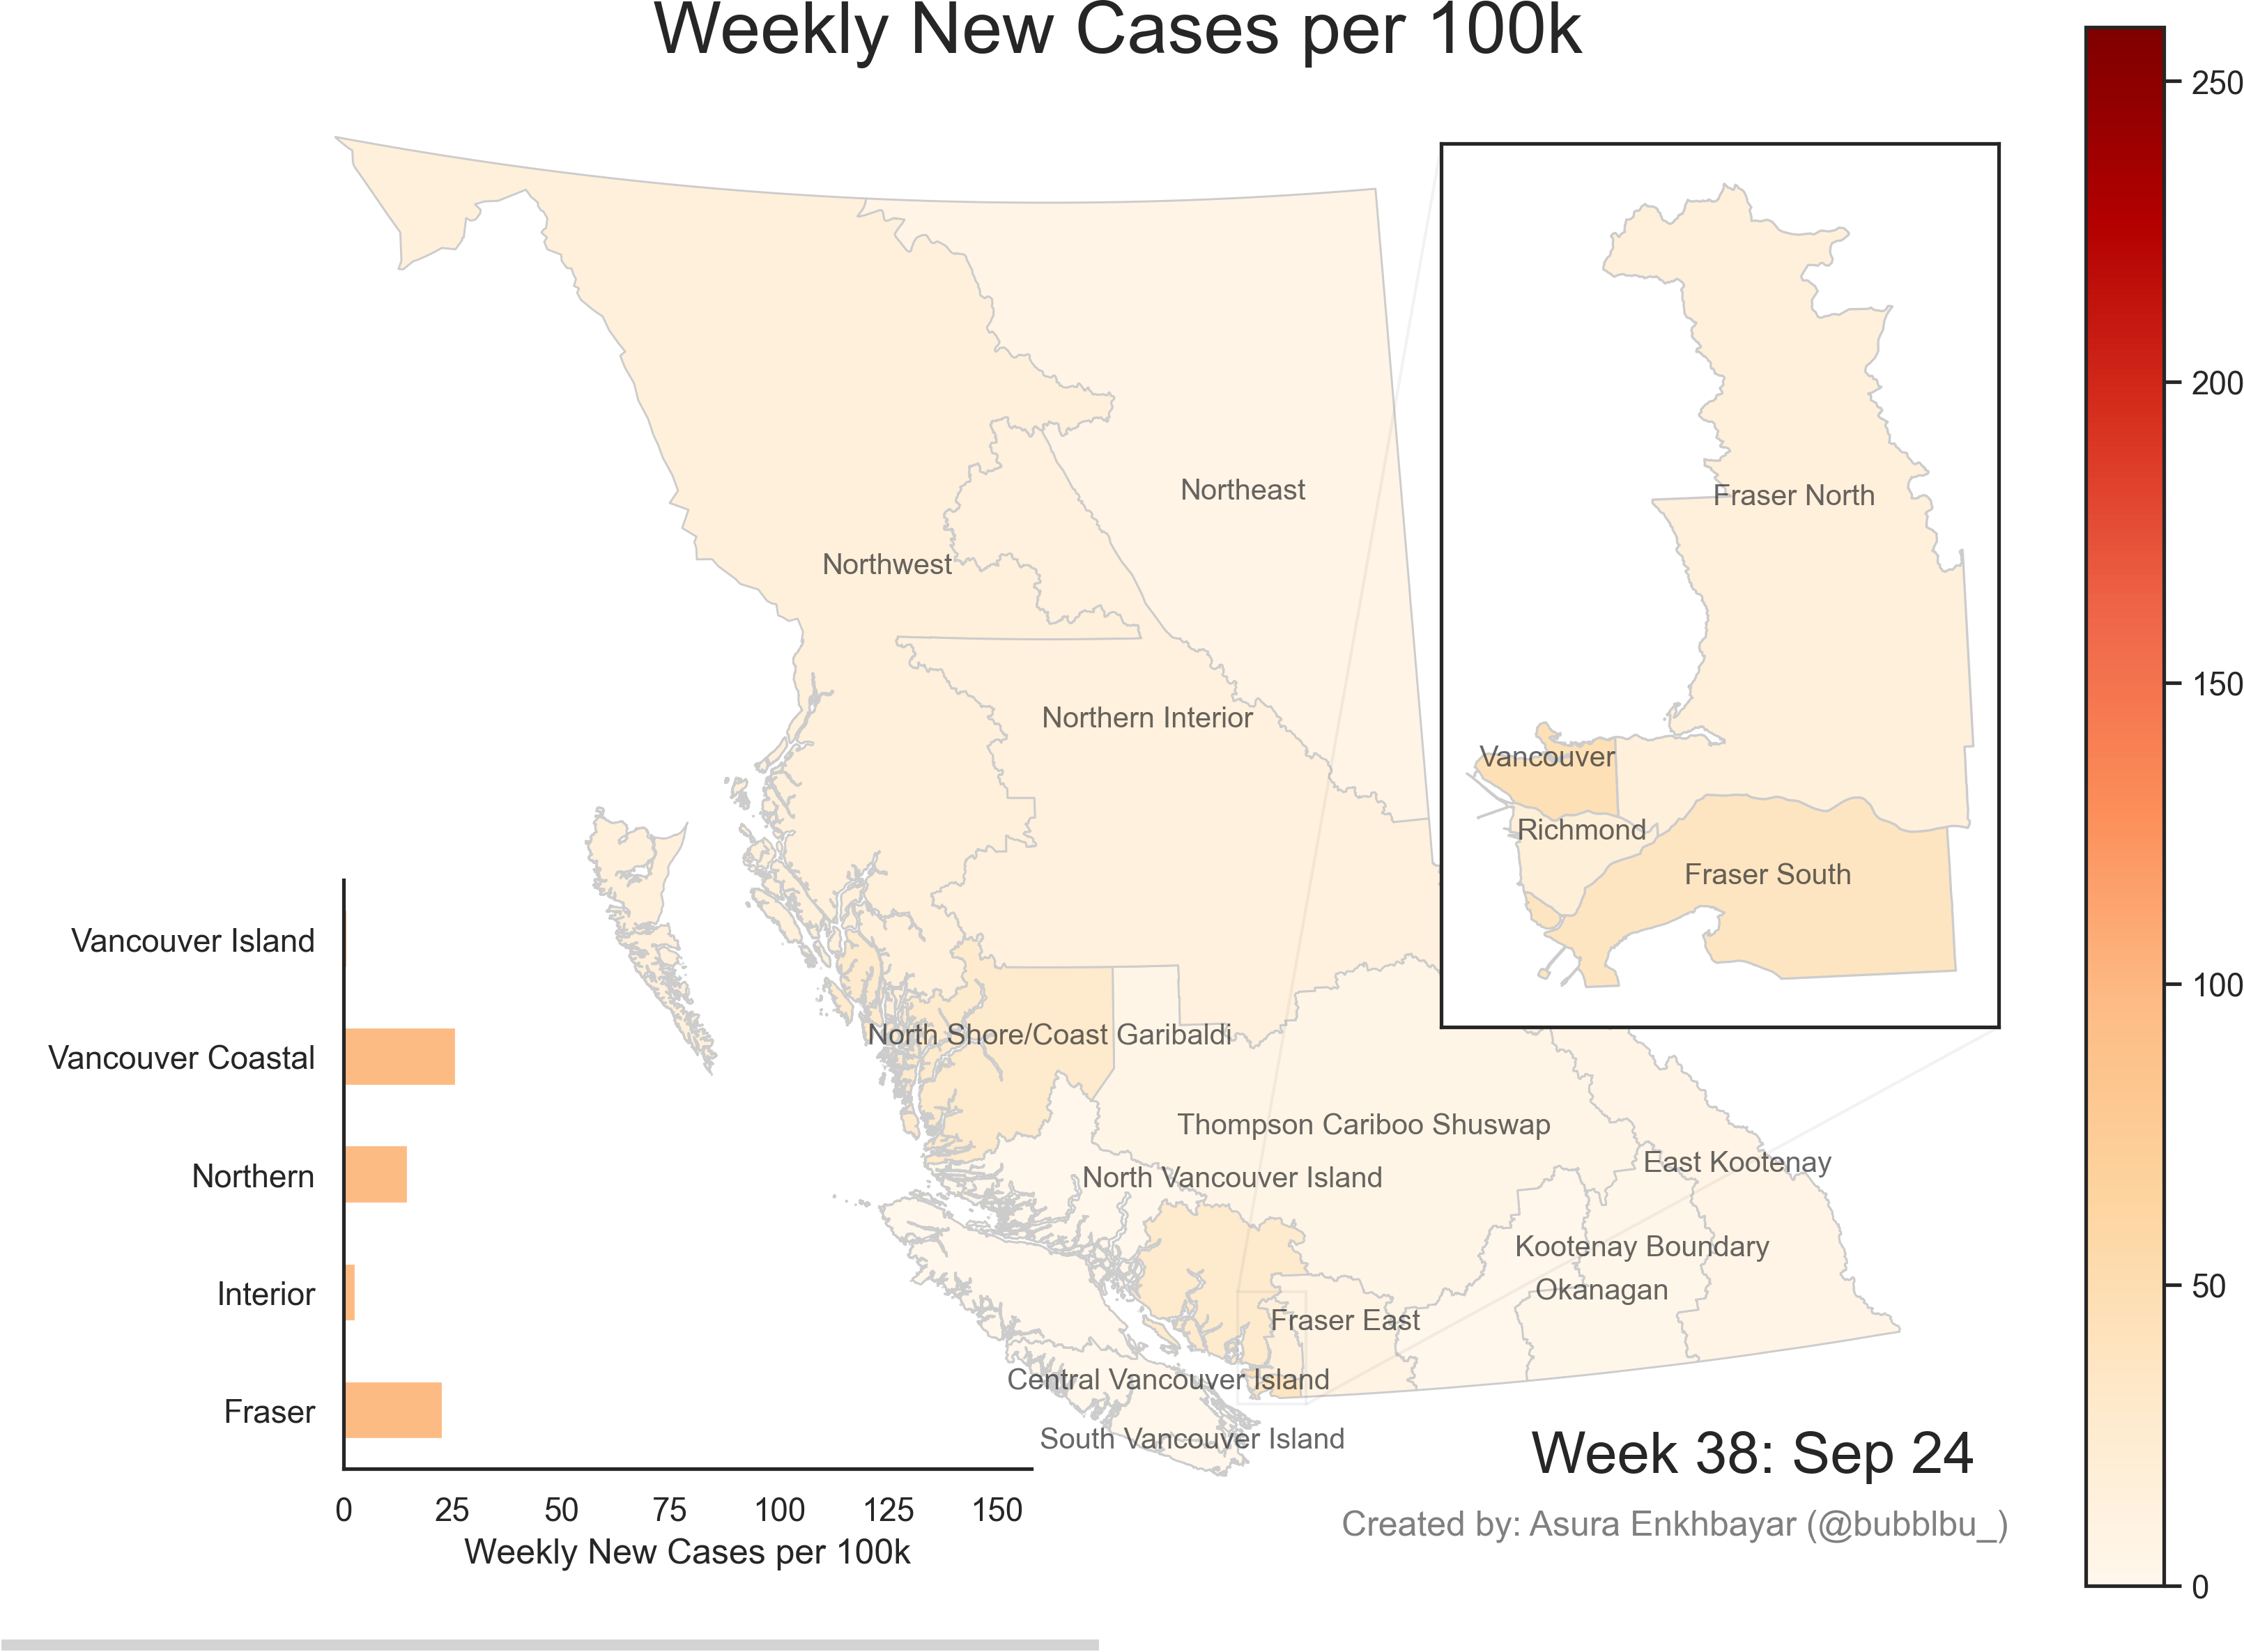 Weekly New Cases per 100k
250
200
150
100
50
0
Northeast
Northwest
Northern Interior
North Shore/Coast Garibaldi
Thompson Cariboo Shuswap
North Vancouver Island
East Kootenay
Kootenay Boundary
Okanagan
Fraser East
Central Vancouver Island
South Vancouver Island
Fraser North
Vancouver
Richmond
Fraser South
Vancouver Island
Vancouver Coastal
Northern
Interior
Fraser
0 25 50 75 100 125 150
Weekly New Cases per 100k
Week 38: Sep 24
Created by: Asura Enkhbayar (@bubblbu_)